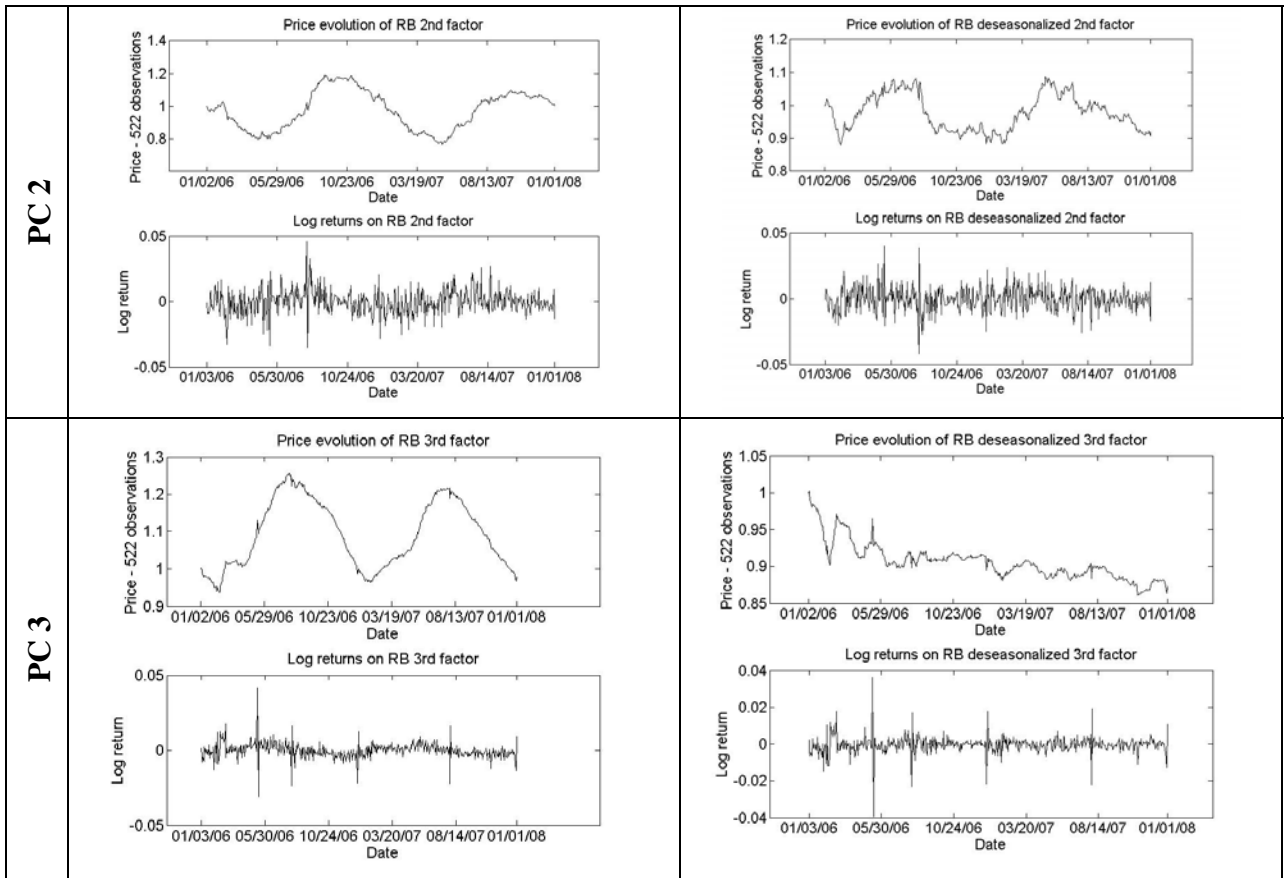 PC 2
Price evolution of RB 2nd factor
Price - 522 observations
1.4
1.2
1
0.8
01/02/06 05/29/06 10/23/06 03/19/07 08/13/07 01/01/08
Date
Log returns on RB 2nd factor
Log return
0.05
0
-0.05
01/03/06 05/30/06 10/24/06 03/20/07 08/14/07 01/01/08
Date
Price evolution of RB deseasonalized 2nd factor
Price - 522 observations
1.2
1.1
1
0.9
0.8
01/02/06 05/29/06 10/23/06 03/19/07 08/13/07 01/01/08
Date
Log returns on RB deseasonalized 2nd factor
Log return
0.05
0
-0.05
01/03/06 05/30/06 10/24/06 03/20/07 08/14/07 01/01/08
Date
PC 3
Price evolution of RB 3rd factor
Price - 522 observations
1.3
1.2
1.1
1
0.9
01/02/06 05/29/06 10/23/06 03/19/07 08/13/07 01/01/08
Date
Log returns on RB 3rd factor
Log return
0.05
0
-0.05
01/03/06 05/30/06 10/24/06 03/20/07 08/14/07 01/01/08
Date
Price evolution of RB deseasonalized 3rd factor
Price - 522 observations
1.05
1
0.95
0.9
0.85
01/02/06 05/29/06 10/23/06 03/19/07 08/13/07 01/01/08
Date
Log returns on RB deseasonalized 3rd factor
Log return
0.04
0.02
0
-0.02
-0.04
01/03/06 05/30/06 10/24/06 03/20/07 08/14/07 01/01/08
Date